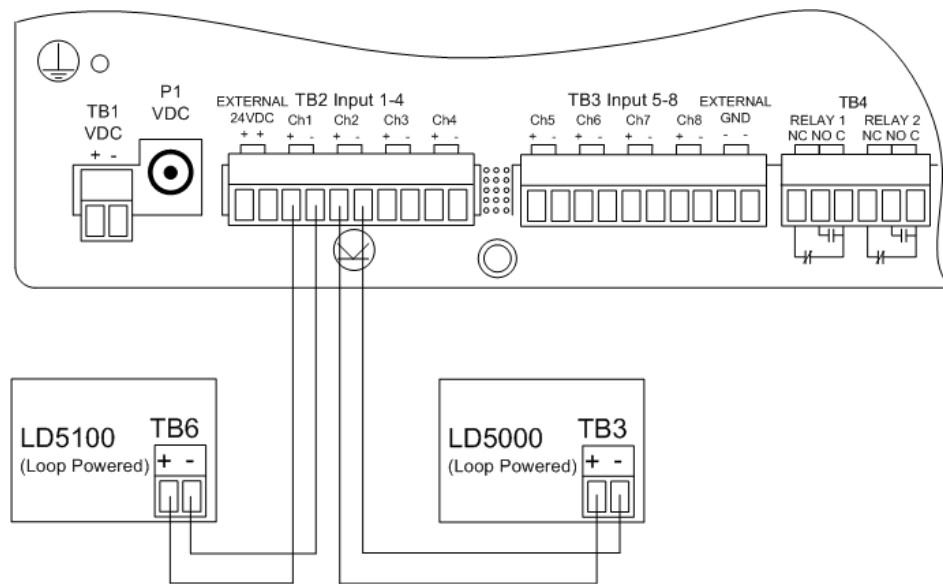 P1
VDC
TB1
VDC
+ -
EXTERNAL
24VDC
+ +
TB2 Input 1-4
Ch1 Ch2 Ch3 Ch4
+ - + - + - + -
TB3 Input 5-8
Ch5 Ch6 Ch7 Ch8
+ - + - + - + -
EXTERNAL
GND
- -
TB4
RELAY 1 RELAY 2
NC NO C NC NO C
LD5100
(Loop Powered)
TB6
+ -
LD5000
(Loop Powered)
TB3
+ -